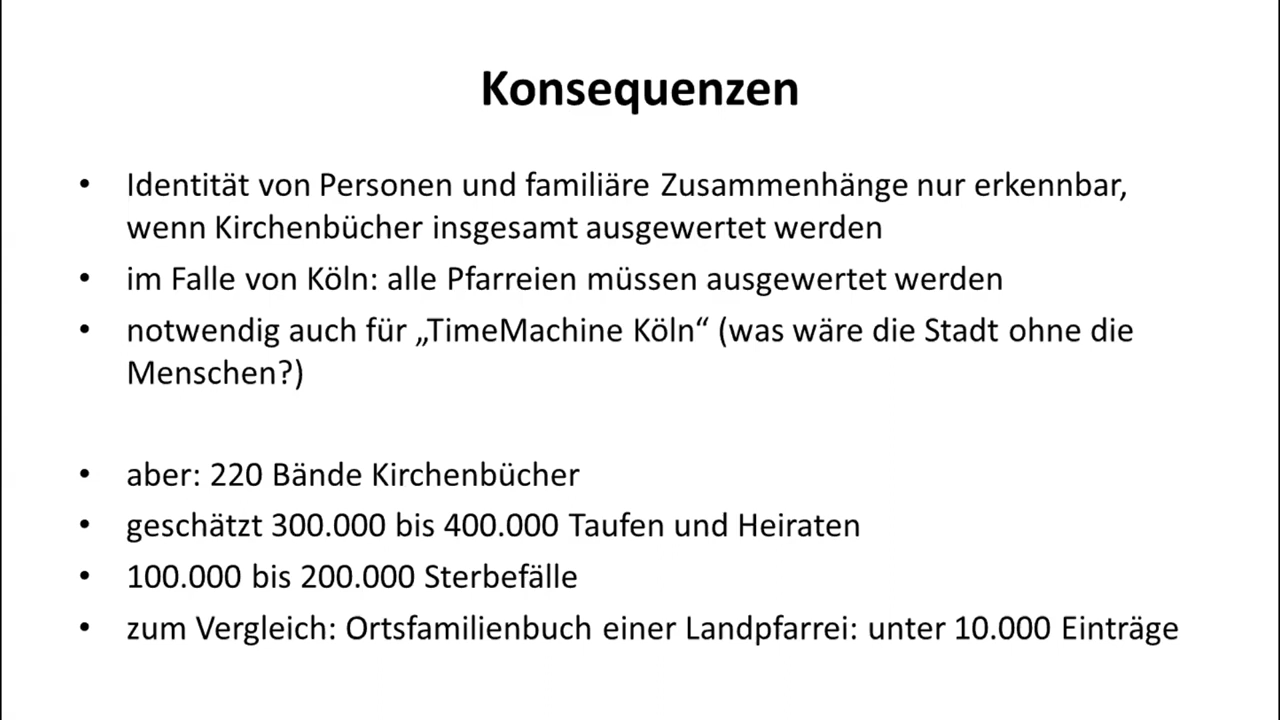 Konsequenzen
• Identität von Personen und familiäre Zusammenhänge nur erkennbar,
wenn Kirchenbücher insgesamt ausgewertet werden
• im Falle von Köln: alle Pfarreien müssen ausgewertet werden
• notwendig auch für „TimeMachine Köln“ (was wäre die Stadt ohne die
Menschen?)
• aber: 220 Bände Kirchenbücher
• geschätzt 300.000 bis 400.000 Taufen und Heiraten
• 100.000 bis 200.000 Sterbefälle
• zum Vergleich: Ortsfamilienbuch einer Landpfarrei: unter 10.000 Einträge